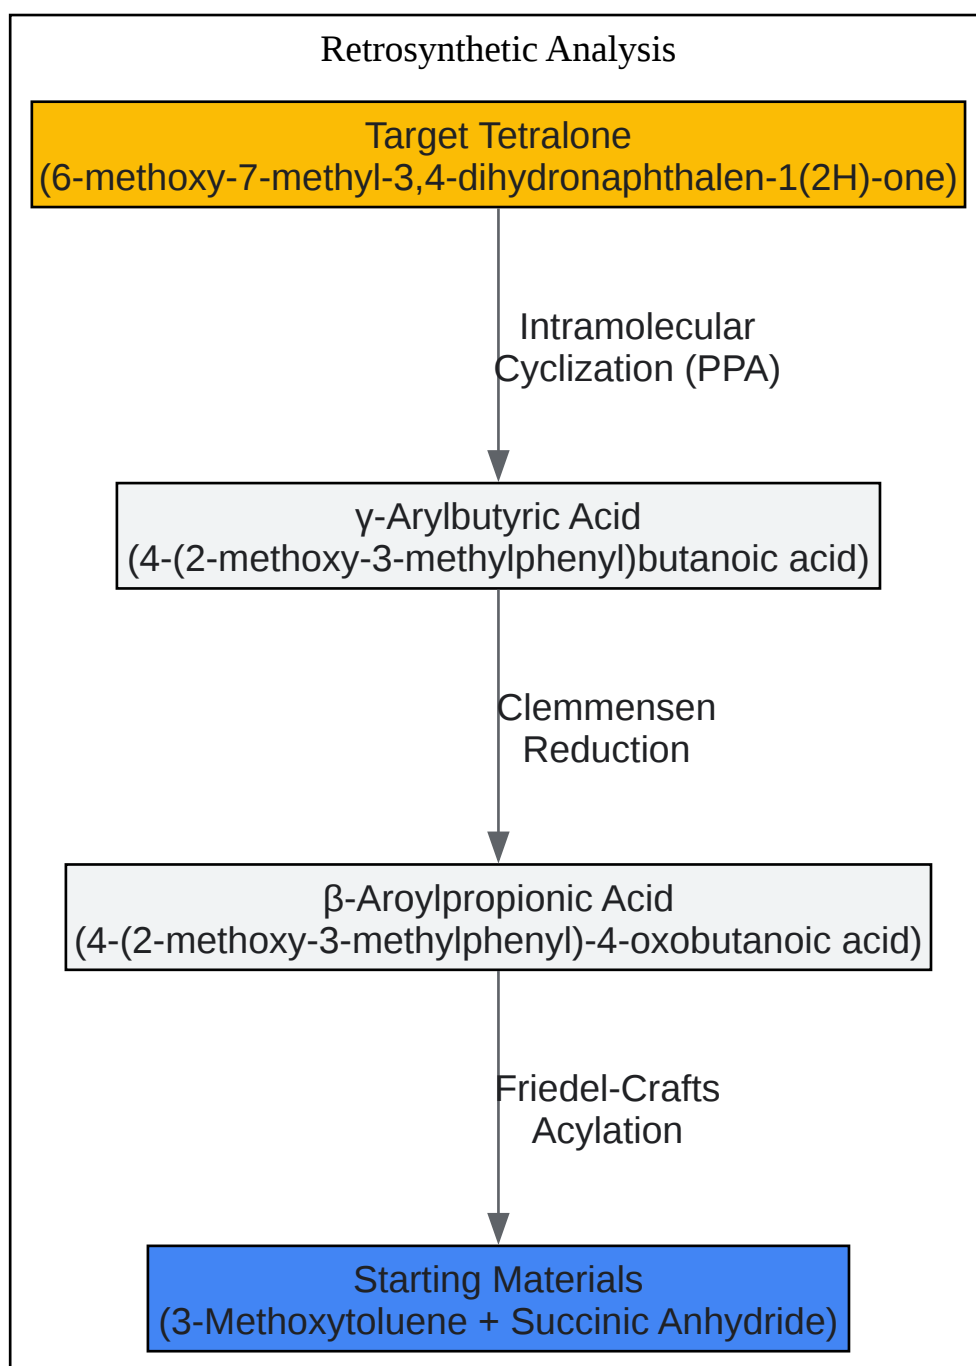 Retrosynthetic Analysis
Target Tetralone
(6-methoxy-7-methyl-3,4-dihydronaphthalen-1(2H)-one)
Intramolecular
Cyclization (PPA)
γ-Arylbutyric Acid
(4-(2-methoxy-3-methylphenyl)butanoic acid)
Clemmensen
Reduction
β-Aroylpropionic Acid
(4-(2-methoxy-3-methylphenyl)-4-oxobutanoic acid)
Friedel-Crafts
Acylation
Starting Materials
(3-Methoxytoluene + Succinic Anhydride)